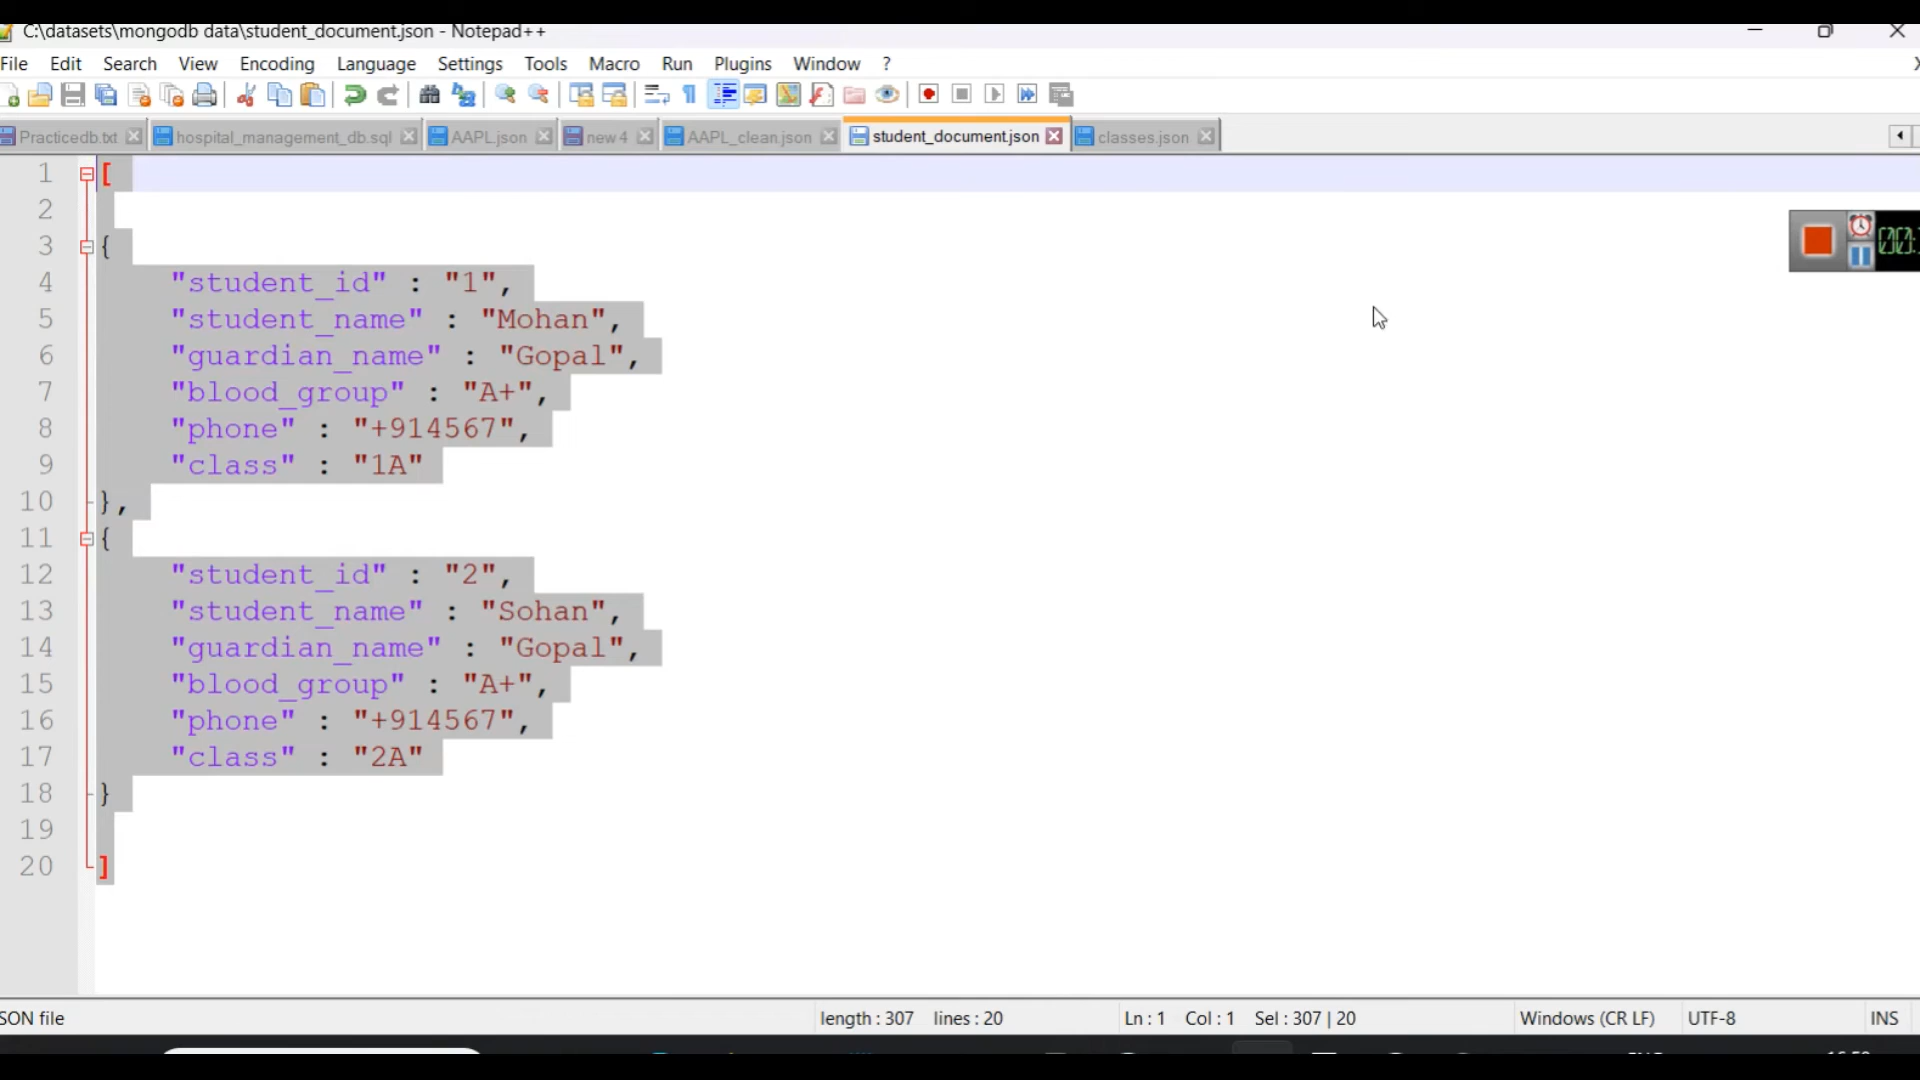 C:\datasets\mongodb data\student_document.json - Notepad++
File Edit Search View Encoding Language Settings Tools Macro Run Plugins Window ?
Practicedb.txt hospital_management_db.sql AAPL.json new 4 AAPL_clean.json student_document.json classes.json
1 [
2
3 {
4 "student_id" : "1",
5 "student_name" : "Mohan",
6 "guardian_name" : "Gopal",
7 "blood_group" : "A+",
8 "phone" : "+914567",
9 "class" : "1A"
10 },
11 {
12 "student_id" : "2",
13 "student_name" : "Sohan",
14 "guardian_name" : "Gopal",
15 "blood_group" : "A+",
16 "phone" : "+914567",
17 "class" : "2A"
18 }
19
20 ]
SON file length : 307 lines : 20 Ln : 1 Col : 1 Sel : 307 | 20 Windows (CR LF) UTF-8 INS